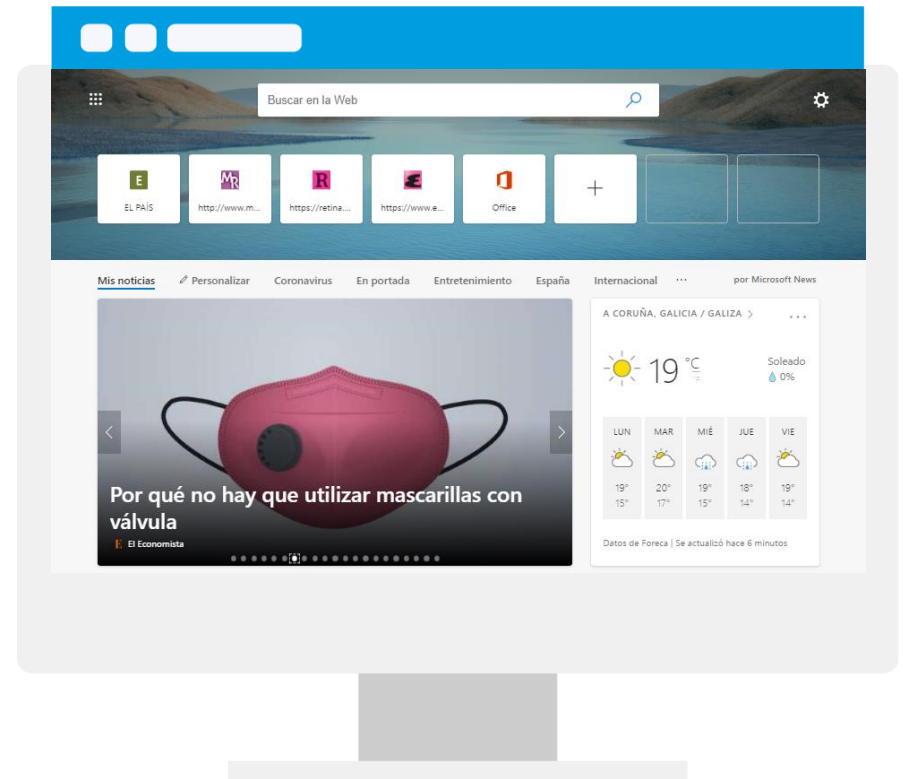 Buscar en la Web
E
EL PAÍS
MR
http://www.m...
R
https://retina....
E
https://www.e...
Office
Mis noticias Personalizar Coronavirus En portada Entretenimiento España Internacional ... por Microsoft News
Por qué no hay que utilizar mascarillas con
válvula
E El Economista
A CORUÑA, GALICIA / GALIZA >
...
19 °C
F
Soleado
0%
LUN MAR MIÉ JUE VIE
19° 20° 19° 18° 19°
15° 17° 15° 14° 14°
Datos de Foreca | Se actualizó hace 6 minutos